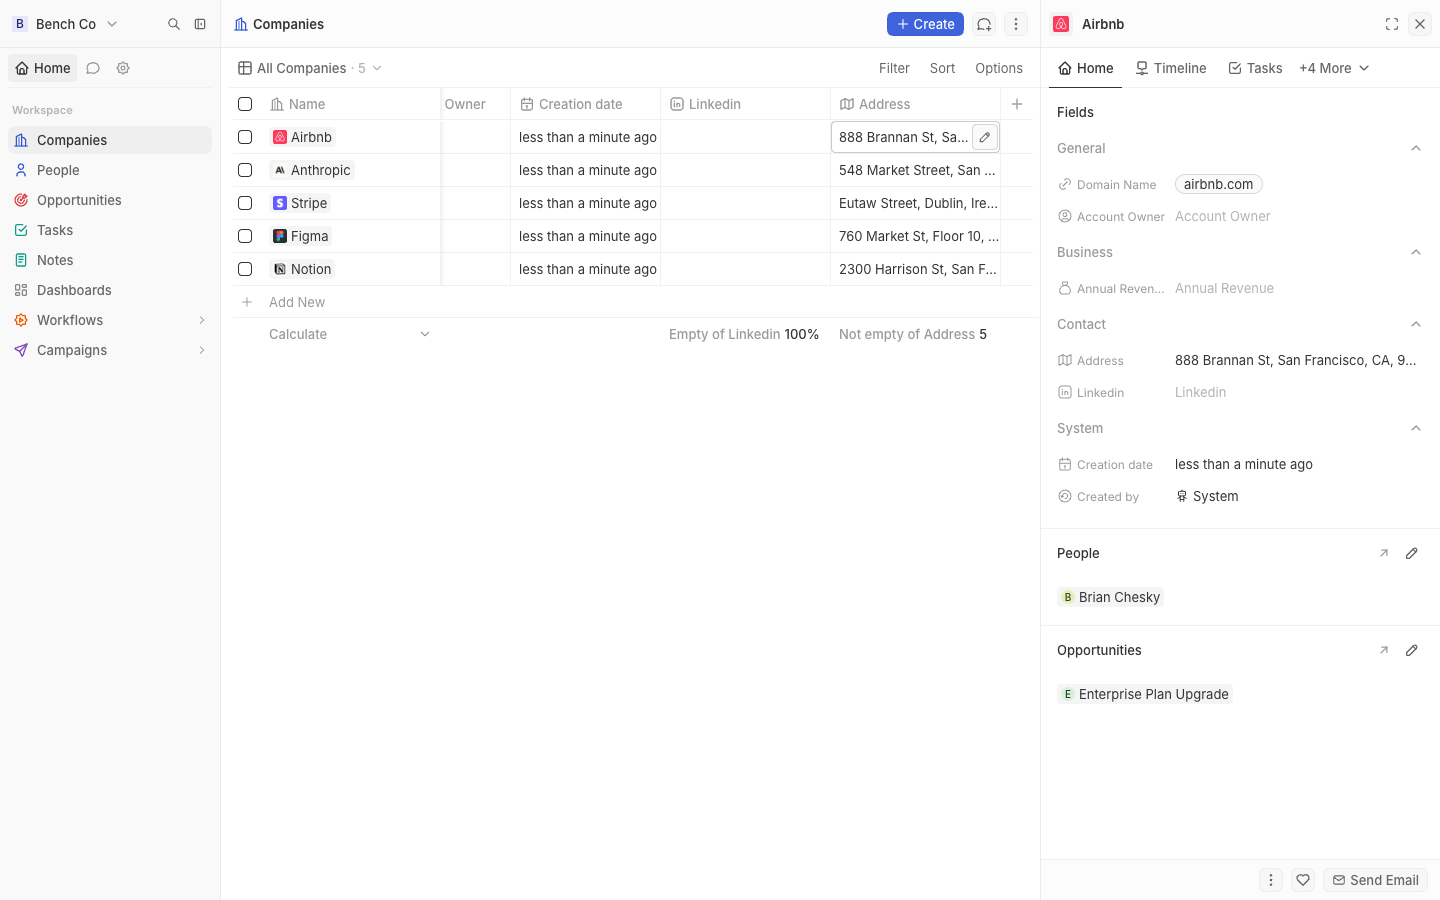 B Bench Co
Home
Workspace
Companies
People
Opportunities
Tasks
Notes
Dashboards
Workflows
Campaigns
Companies
+ Create
All Companies · 5
Filter Sort Options
Name Owner Creation date Linkedin Address
Airbnb less than a minute ago 888 Brannan St, Sa...
Anthropic less than a minute ago 548 Market Street, San ...
Stripe less than a minute ago Eutaw Street, Dublin, Ire...
Figma less than a minute ago 760 Market St, Floor 10, ...
Notion less than a minute ago 2300 Harrison St, San F...
Add New
Calculate Empty of Linkedin 100% Not empty of Address 5
Airbnb
Home Timeline Tasks +4 More
Fields
General
Domain Name airbnb.com
Account Owner Account Owner
Business
Annual Reven... Annual Revenue
Contact
Address 888 Brannan St, San Francisco, CA, 9...
Linkedin Linkedin
System
Creation date less than a minute ago
Created by System
People
B Brian Chesky
Opportunities
E Enterprise Plan Upgrade
Send Email